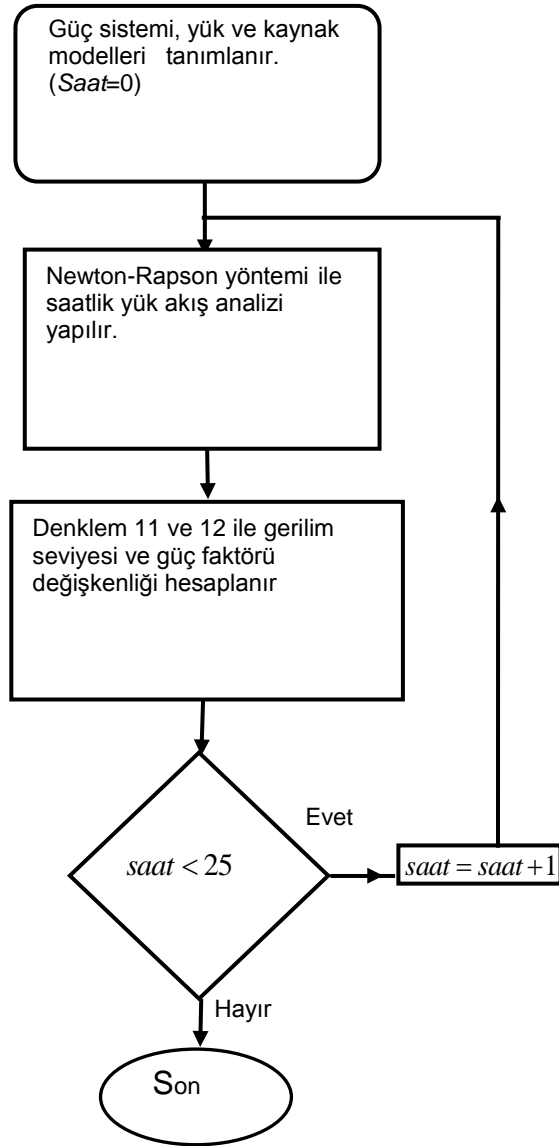 Güç sistemi, yük ve kaynak
modelleri tanımlanır.
(Saat=0)
Newton-Rapson yöntemi ile
saatlik yük akış analizi
yapılır.
Denklem 11 ve 12 ile gerilim
seviyesi ve güç faktörü
değişkenliği hesaplanır
saat < 25
Evet
saat = saat +1
Hayır
Son